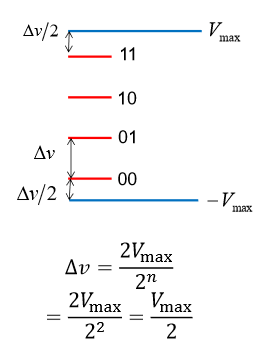 Δv/2
V_max
11
10
01
Δv
00
Δv/2
−V_max
Δv = 2V_max / 2^n
= 2V_max / 2^2 = V_max / 2